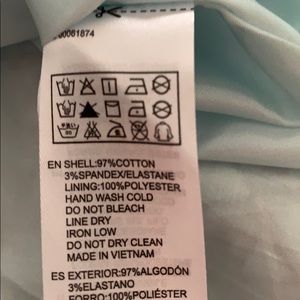 00081874
EN SHELL:97%COTTON
3%SPANDEX/ELASTANE
LINING:100%POLYESTER
HAND WASH COLD
DO NOT BLEACH
LINE DRY
IRON LOW
DO NOT DRY CLEAN
MADE IN VIETNAM
ES EXTERIOR:97%ALGODÓN
3%ELASTANO
FORRO:100%POLIÉSTER